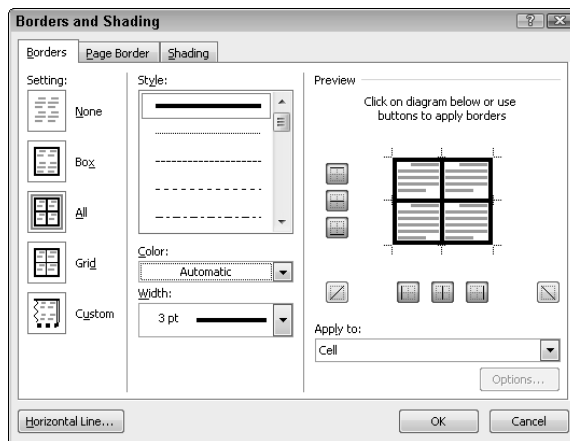 Borders and Shading
Borders
Page Border
Shading
Setting:
None
Box
All
Grid
Custom
Style:
Color:
Automatic
Width:
3 pt
Preview
Click on diagram below or use
buttons to apply borders
Apply to:
Cell
Options...
Horizontal Line...
OK
Cancel